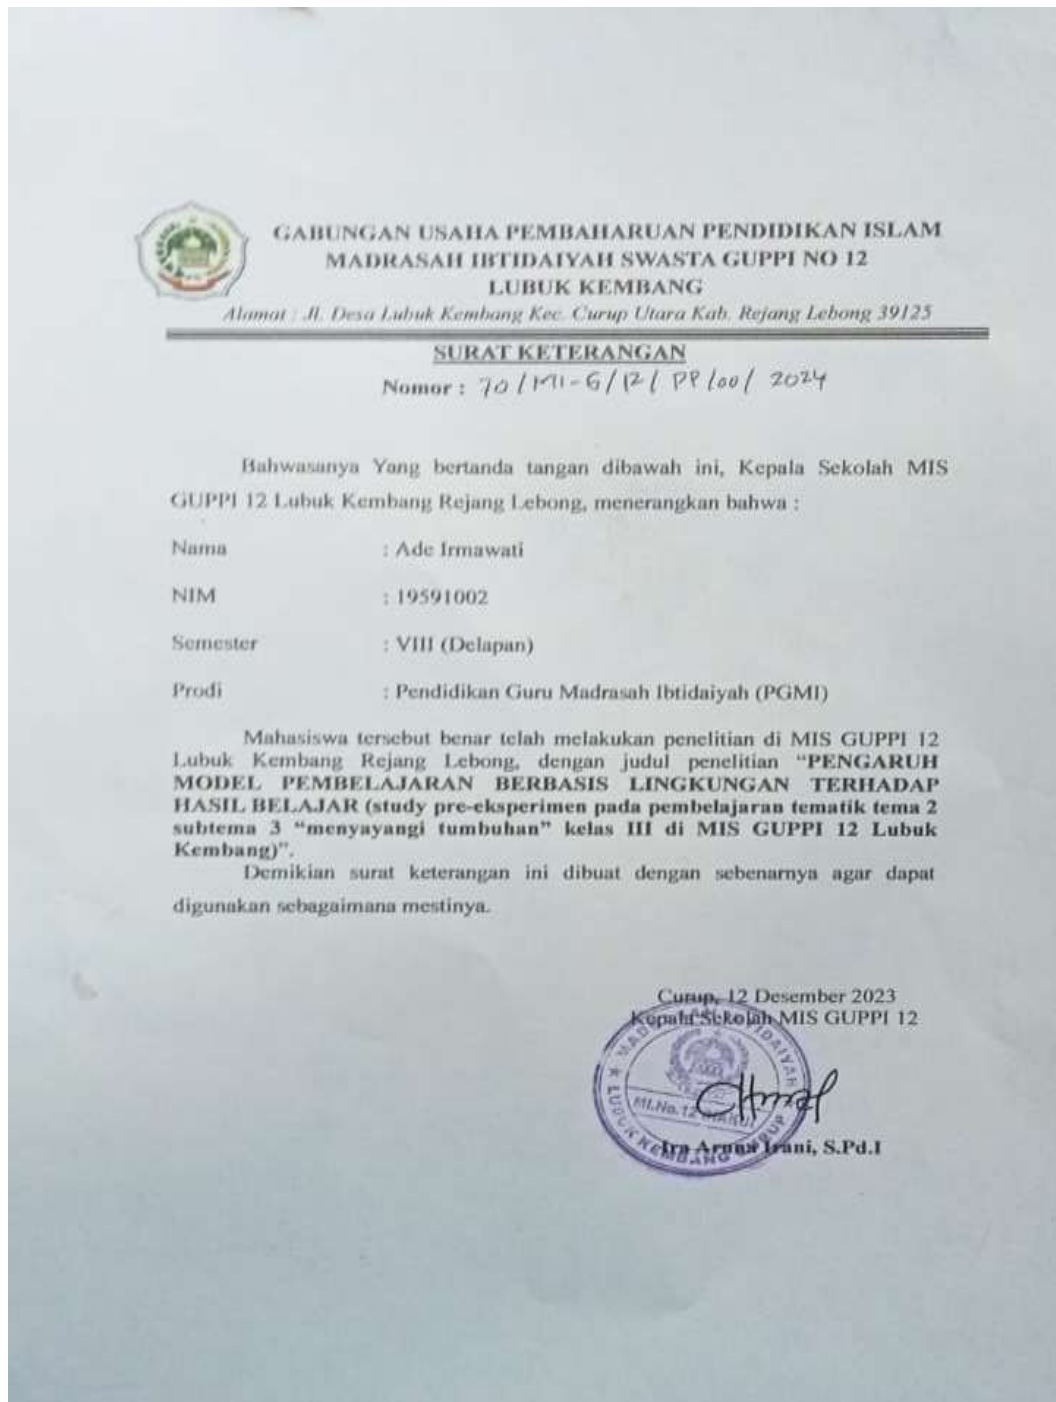 GABUNGAN USAHA PEMBAHARUAN PENDIDIKAN ISLAM
MADRASAH IBTIDAIYAH SWASTA GUPPI NO 12
LUBUK KEMBANG
Alamat : Jl. Desa Lubuk Kembang Kec. Curup Utara Kab. Rejang Lebong 39125
SURAT KETERANGAN
Nomor : 70 / MI-G / 12 / PP /00/ 2024
Bahwasanya Yang bertanda tangan dibawah ini, Kepala Sekolah MIS
GUPPI 12 Lubuk Kembang Rejang Lebong, menerangkan bahwa :
Nama : Ade Irmawati
NIM : 19591002
Semester : VIII (Delapan)
Prodi : Pendidikan Guru Madrasah Ibtidaiyah (PGMI)
Mahasiswa tersebut benar telah melakukan penelitian di MIS GUPPI 12
Lubuk Kembang Rejang Lebong, dengan judul penelitian “PENGARUH
MODEL PEMBELAJARAN BERBASIS LINGKUNGAN TERHADAP
HASIL BELAJAR (study pre-eksperimen pada pembelajaran tematik tema 2
subtema 3 “menyayangi tumbuhan” kelas III di MIS GUPPI 12 Lubuk
Kembang)”.
Demikian surat keterangan ini dibuat dengan sebenarnya agar dapat
digunakan sebagaimana mestinya.
Curup, 12 Desember 2023
Kepala Sekolah MIS GUPPI 12
MI.No.12
LUBUK KEMBANG CURUP
Ira Aruna Irani, S.Pd.I